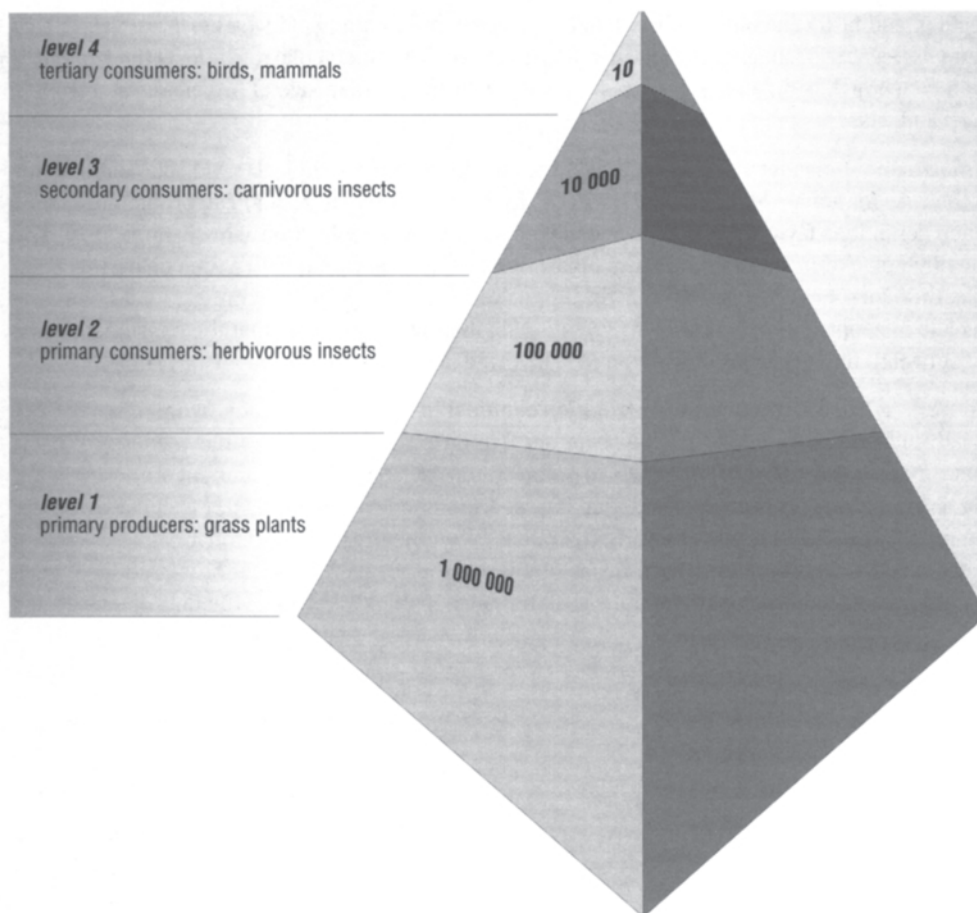 level 4
tertiary consumers: birds, mammals
10
level 3
secondary consumers: carnivorous insects
10 000
level 2
primary consumers: herbivorous insects
100 000
level 1
primary producers: grass plants
1 000 000